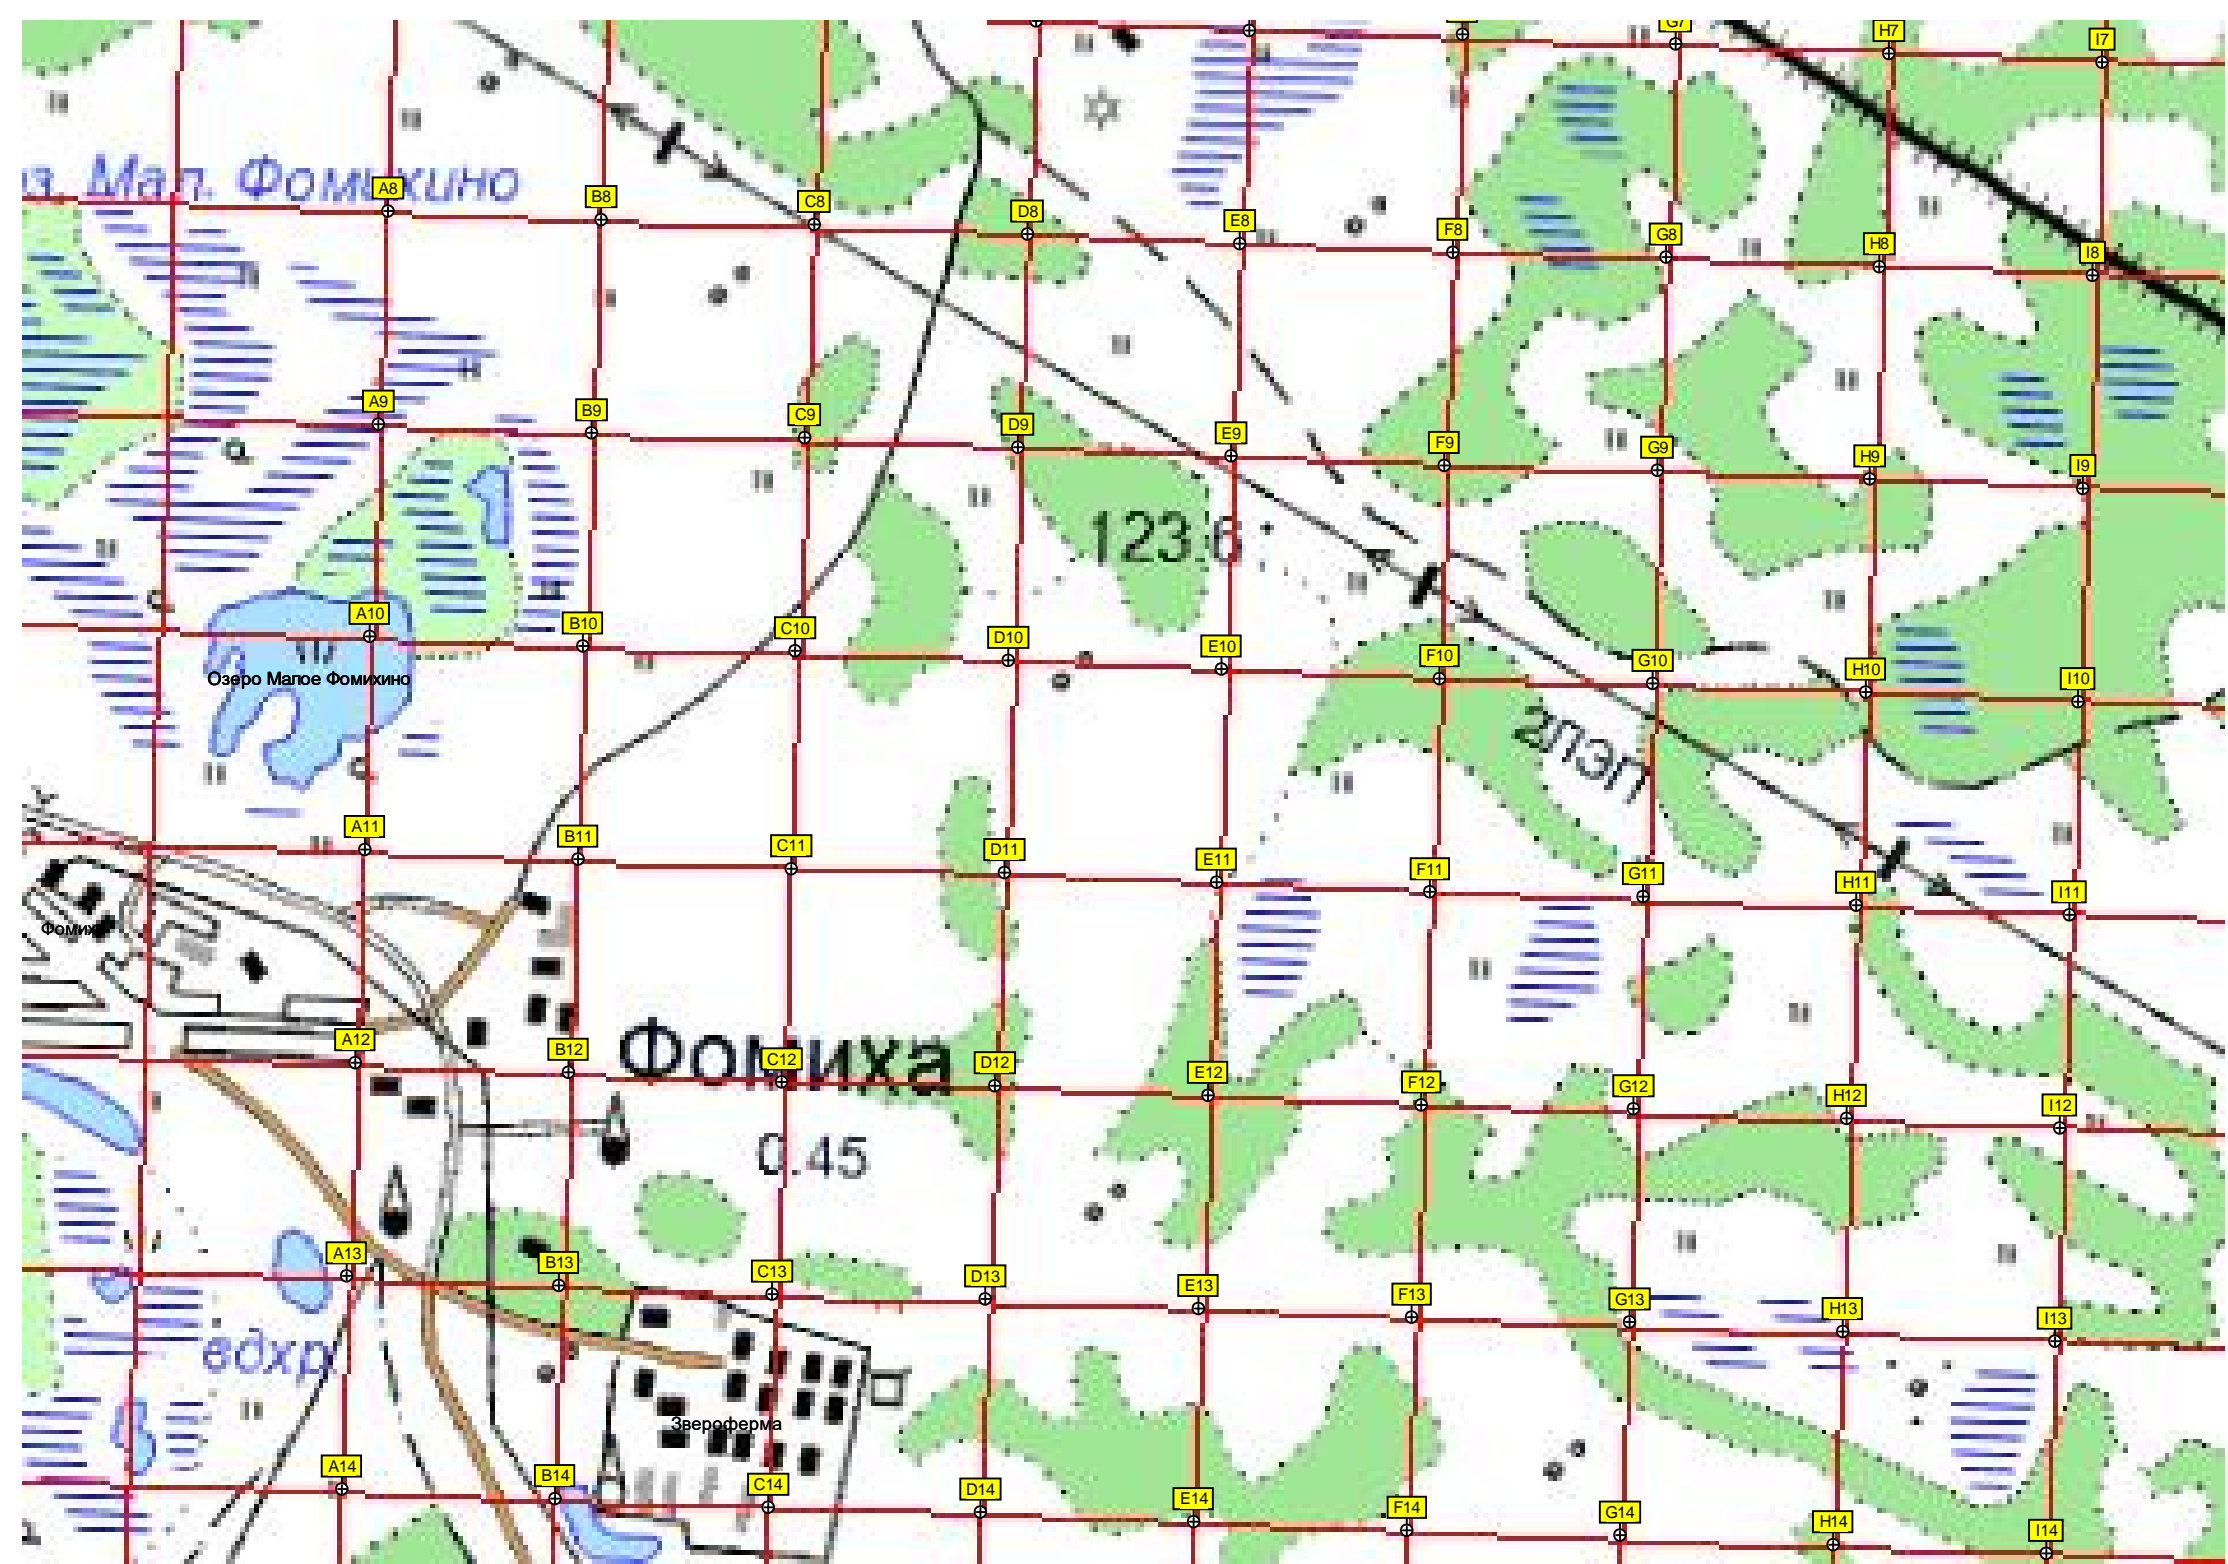 G7 H7 I7
оз. Мал. Фомихино
A8 B8 C8 D8 E8 F8 G8 H8 I8
A9 B9 C9 D9 E9 F9 G9 H9 I9
123.6
A10 B10 C10 D10 E10 F10 G10 H10 I10
Озеро Малое Фомихино
2ЛЭП
A11 B11 C11 D11 E11 F11 G11 H11 I11
Фомиха
A12 B12 C12 D12 E12 F12 G12 H12 I12
Фомиха
0.45
A13 B13 C13 D13 E13 F13 G13 H13 I13
вдхр.
Звероферма
A14 B14 C14 D14 E14 F14 G14 H14 I14